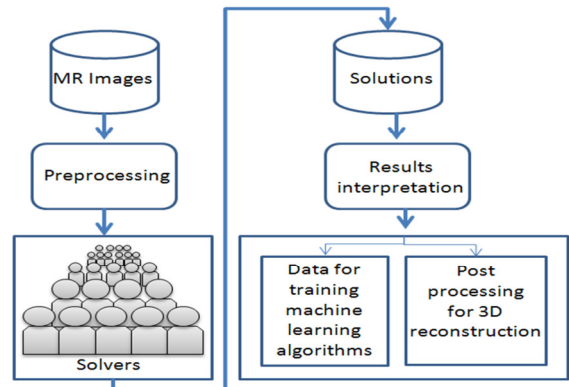 MR Images
Preprocessing
Solvers
Solutions
Results
interpretation
Data for
training
machine
learning
algorithms
Post
processing
for 3D
reconstruction